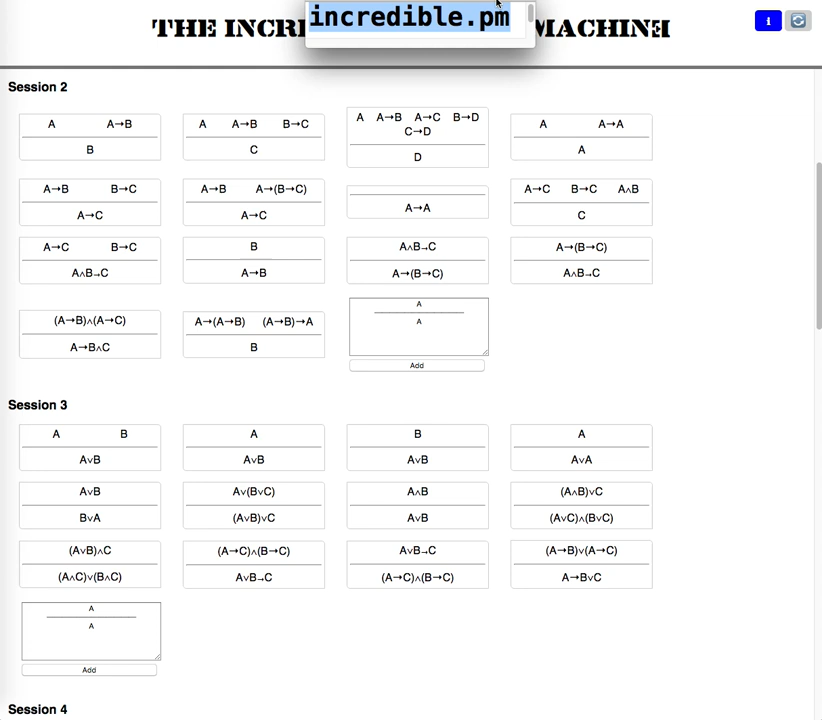 incredible.pm
THE INCRE MACHINE
i
Session 2
A A→B
B
A A→B B→C
C
A A→B A→C B→D
C→D
D
A A→A
A
A→B B→C
A→C
A→B A→(B→C)
A→C
A→A
A→C B→C A∧B
C
A→C B→C
A∧B→C
B
A→B
A∧B→C
A→(B→C)
A→(B→C)
A∧B→C
(A→B)∧(A→C)
A→B∧C
A→(A→B) (A→B)→A
B
A
A
Add
Session 3
A B
A∨B
A
A∨B
B
A∨B
A
A∨A
A∨B
B∨A
A∨(B∨C)
(A∨B)∨C
A∧B
A∨B
(A∧B)∨C
(A∨C)∧(B∨C)
(A∨B)∧C
(A∧C)∨(B∧C)
(A→C)∧(B→C)
A∨B→C
A∨B→C
(A→C)∧(B→C)
(A→B)∨(A→C)
A→B∨C
A
A
Add
Session 4